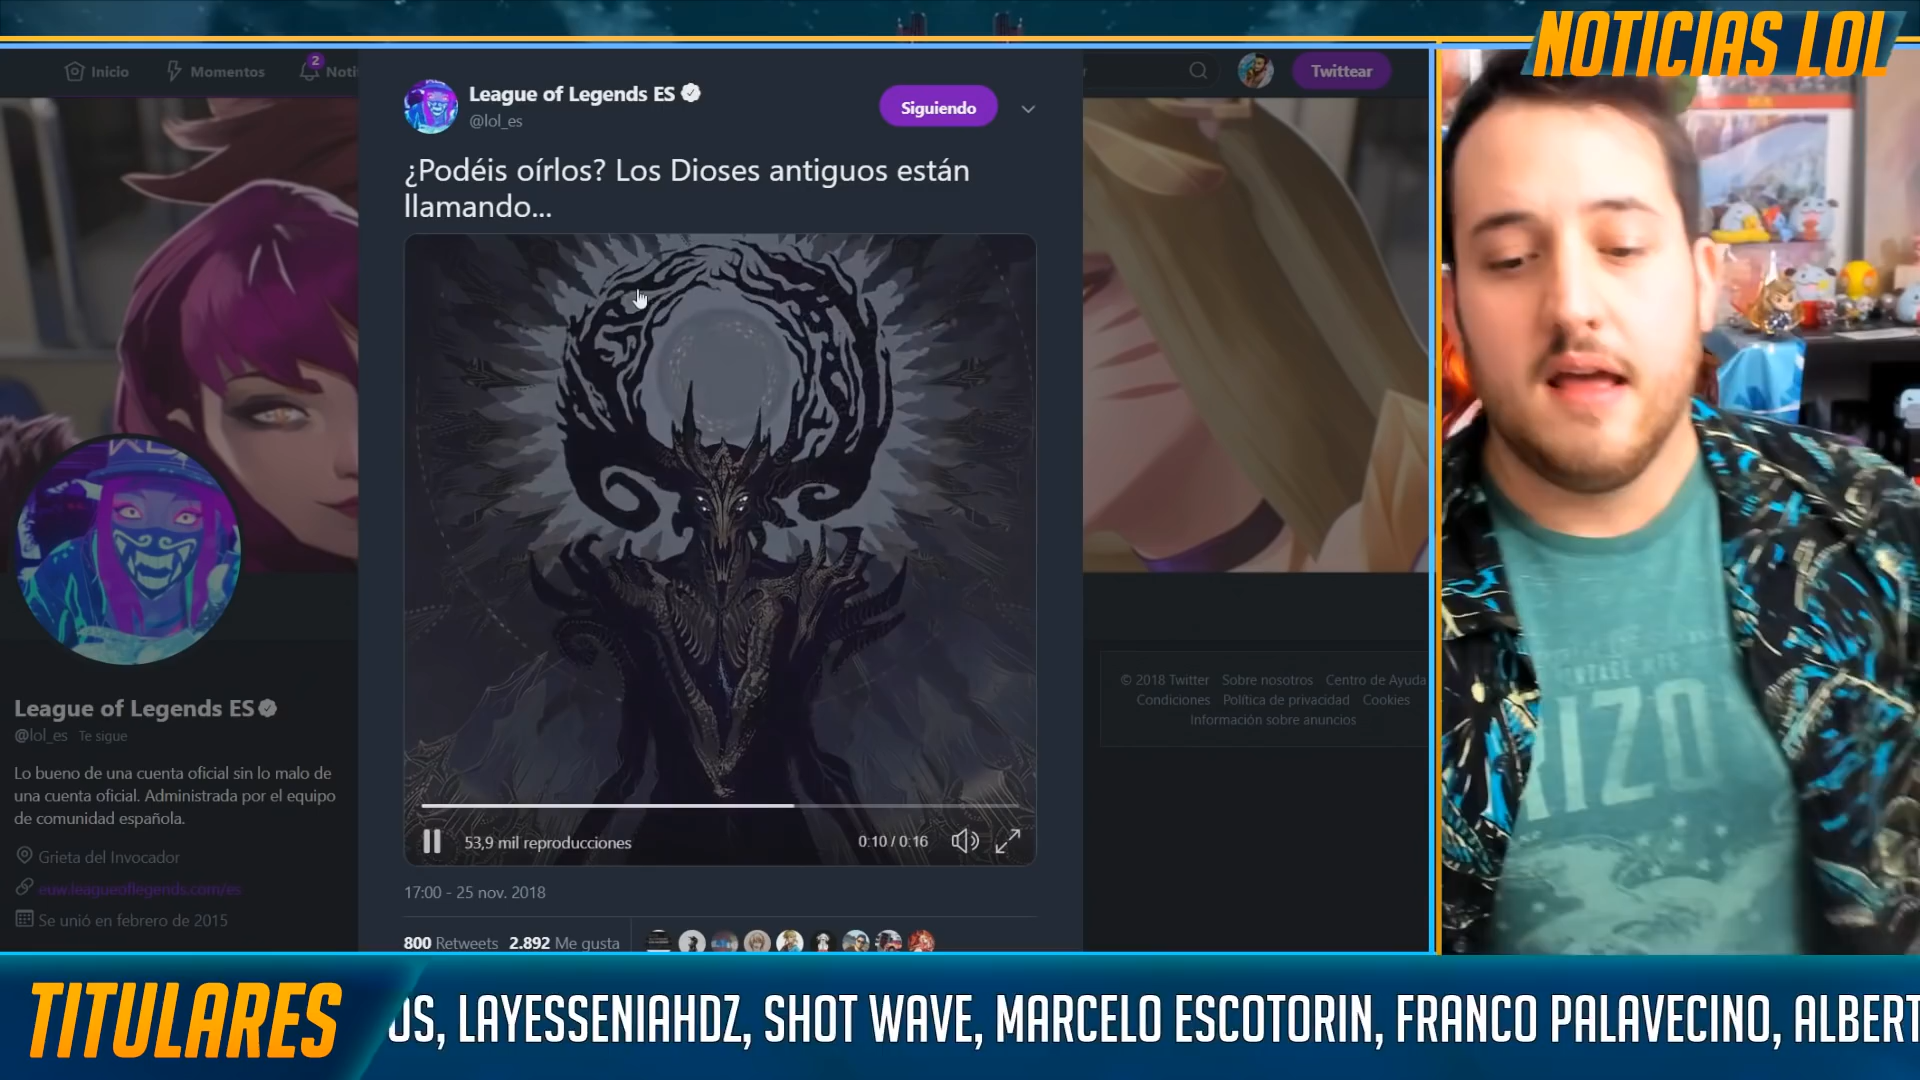 NOTICIAS LOL
Inicio
Momentos
2
Noti
Twittear
League of Legends ES
@lol_es
Siguiendo
¿Podéis oírlos? Los Dioses antiguos están
llamando...
53,9 mil reproducciones
0:10 / 0:16
17:00 - 25 nov. 2018
800 Retweets 2.892 Me gusta
League of Legends ES
@lol_es Te sigue
Lo bueno de una cuenta oficial sin lo malo de
una cuenta oficial. Administrada por el equipo
de comunidad española.
Grieta del Invocador
euw.leagueoflegends.com/es
Se unió en febrero de 2015
© 2018 Twitter Sobre nosotros Centro de Ayuda
Condiciones Política de privacidad Cookies
Información sobre anuncios
RIZO
TITULARES
OS, LAYESSENIAHDZ, SHOT WAVE, MARCELO ESCOTORIN, FRANCO PALAVECINO, ALBERT